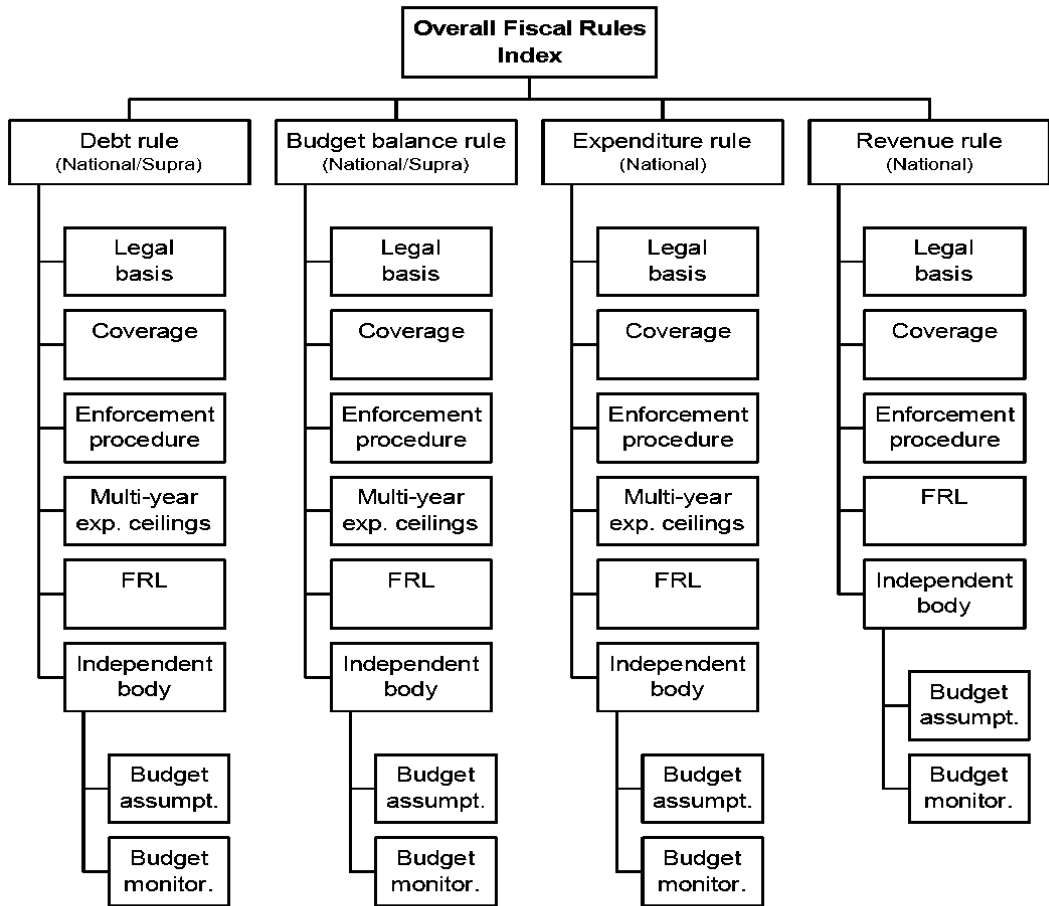 Overall Fiscal Rules
Index
Debt rule
(National/Supra)
Legal
basis
Coverage
Enforcement
procedure
Multi-year
exp. ceilings
FRL
Independent
body
Budget
assumpt.
Budget
monitor.
Budget balance rule
(National/Supra)
Legal
basis
Coverage
Enforcement
procedure
Multi-year
exp. ceilings
FRL
Independent
body
Budget
assumpt.
Budget
monitor.
Expenditure rule
(National)
Legal
basis
Coverage
Enforcement
procedure
Multi-year
exp. ceilings
FRL
Independent
body
Budget
assumpt.
Budget
monitor.
Revenue rule
(National)
Legal
basis
Coverage
Enforcement
procedure
FRL
Independent
body
Budget
assumpt.
Budget
monitor.